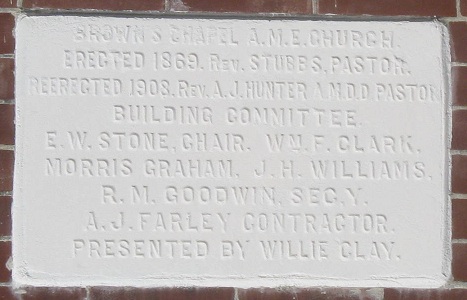 BROWN'S CHAPEL A.M.E. CHURCH.
ERECTED 1869. REV. STUBBS, PASTOR.
REERECTED 1908. REV. A.J. HUNTER A.M.D.D PASTOR
BUILDING COMMITTEE.
E.W. STONE, CHAIR. WM. F. CLARK,
MORRIS GRAHAM, J.H. WILLIAMS,
R.M. GOODWIN, SEC.Y.
A.J. FARLEY CONTRACTOR.
PRESENTED BY WILLIE CLAY.